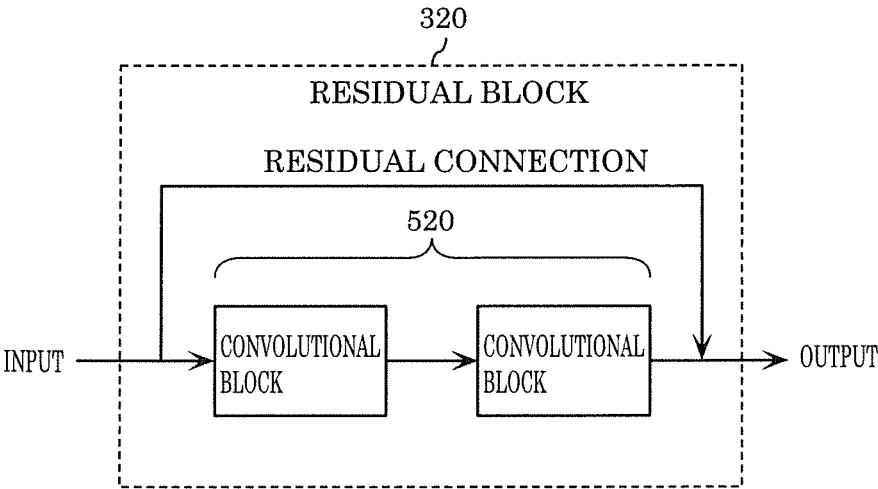 320
RESIDUAL BLOCK
RESIDUAL CONNECTION
520
INPUT
CONVOLUTIONAL
BLOCK
CONVOLUTIONAL
BLOCK
OUTPUT